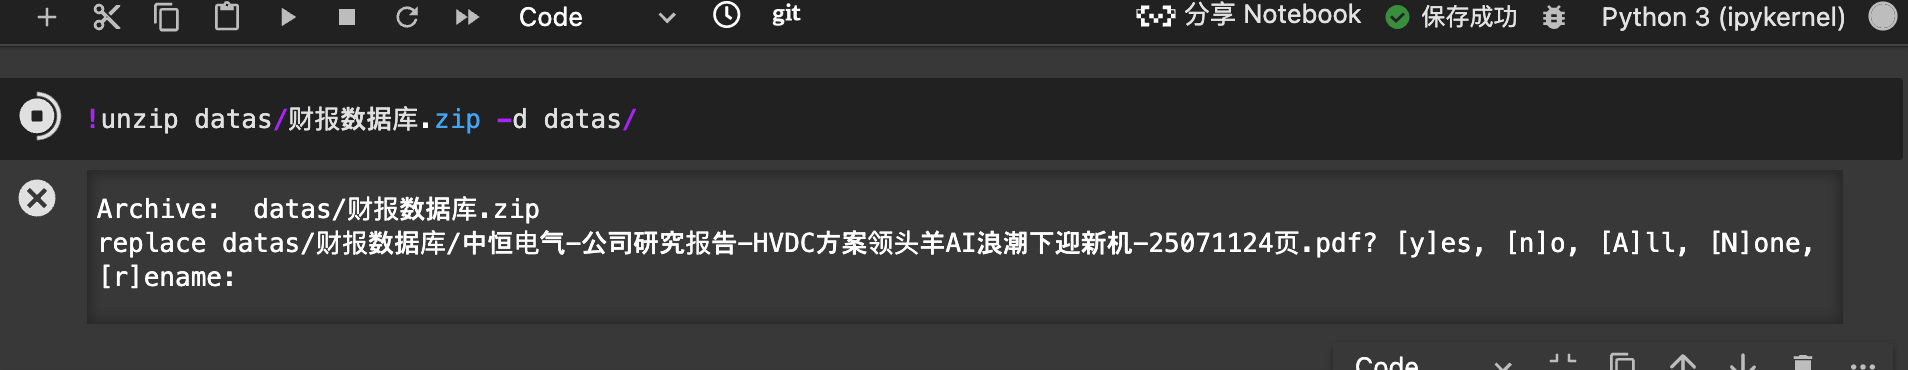 Code git 分享 Notebook 保存成功 Python 3 (ipykernel)
!unzip datas/财报数据库.zip -d datas/
Archive:  datas/财报数据库.zip
replace datas/财报数据库/中恒电气-公司研究报告-HVDC方案领头羊AI浪潮下迎新机-25071124页.pdf? [y]es, [n]o, [A]ll, [N]one,
[r]ename:
Code